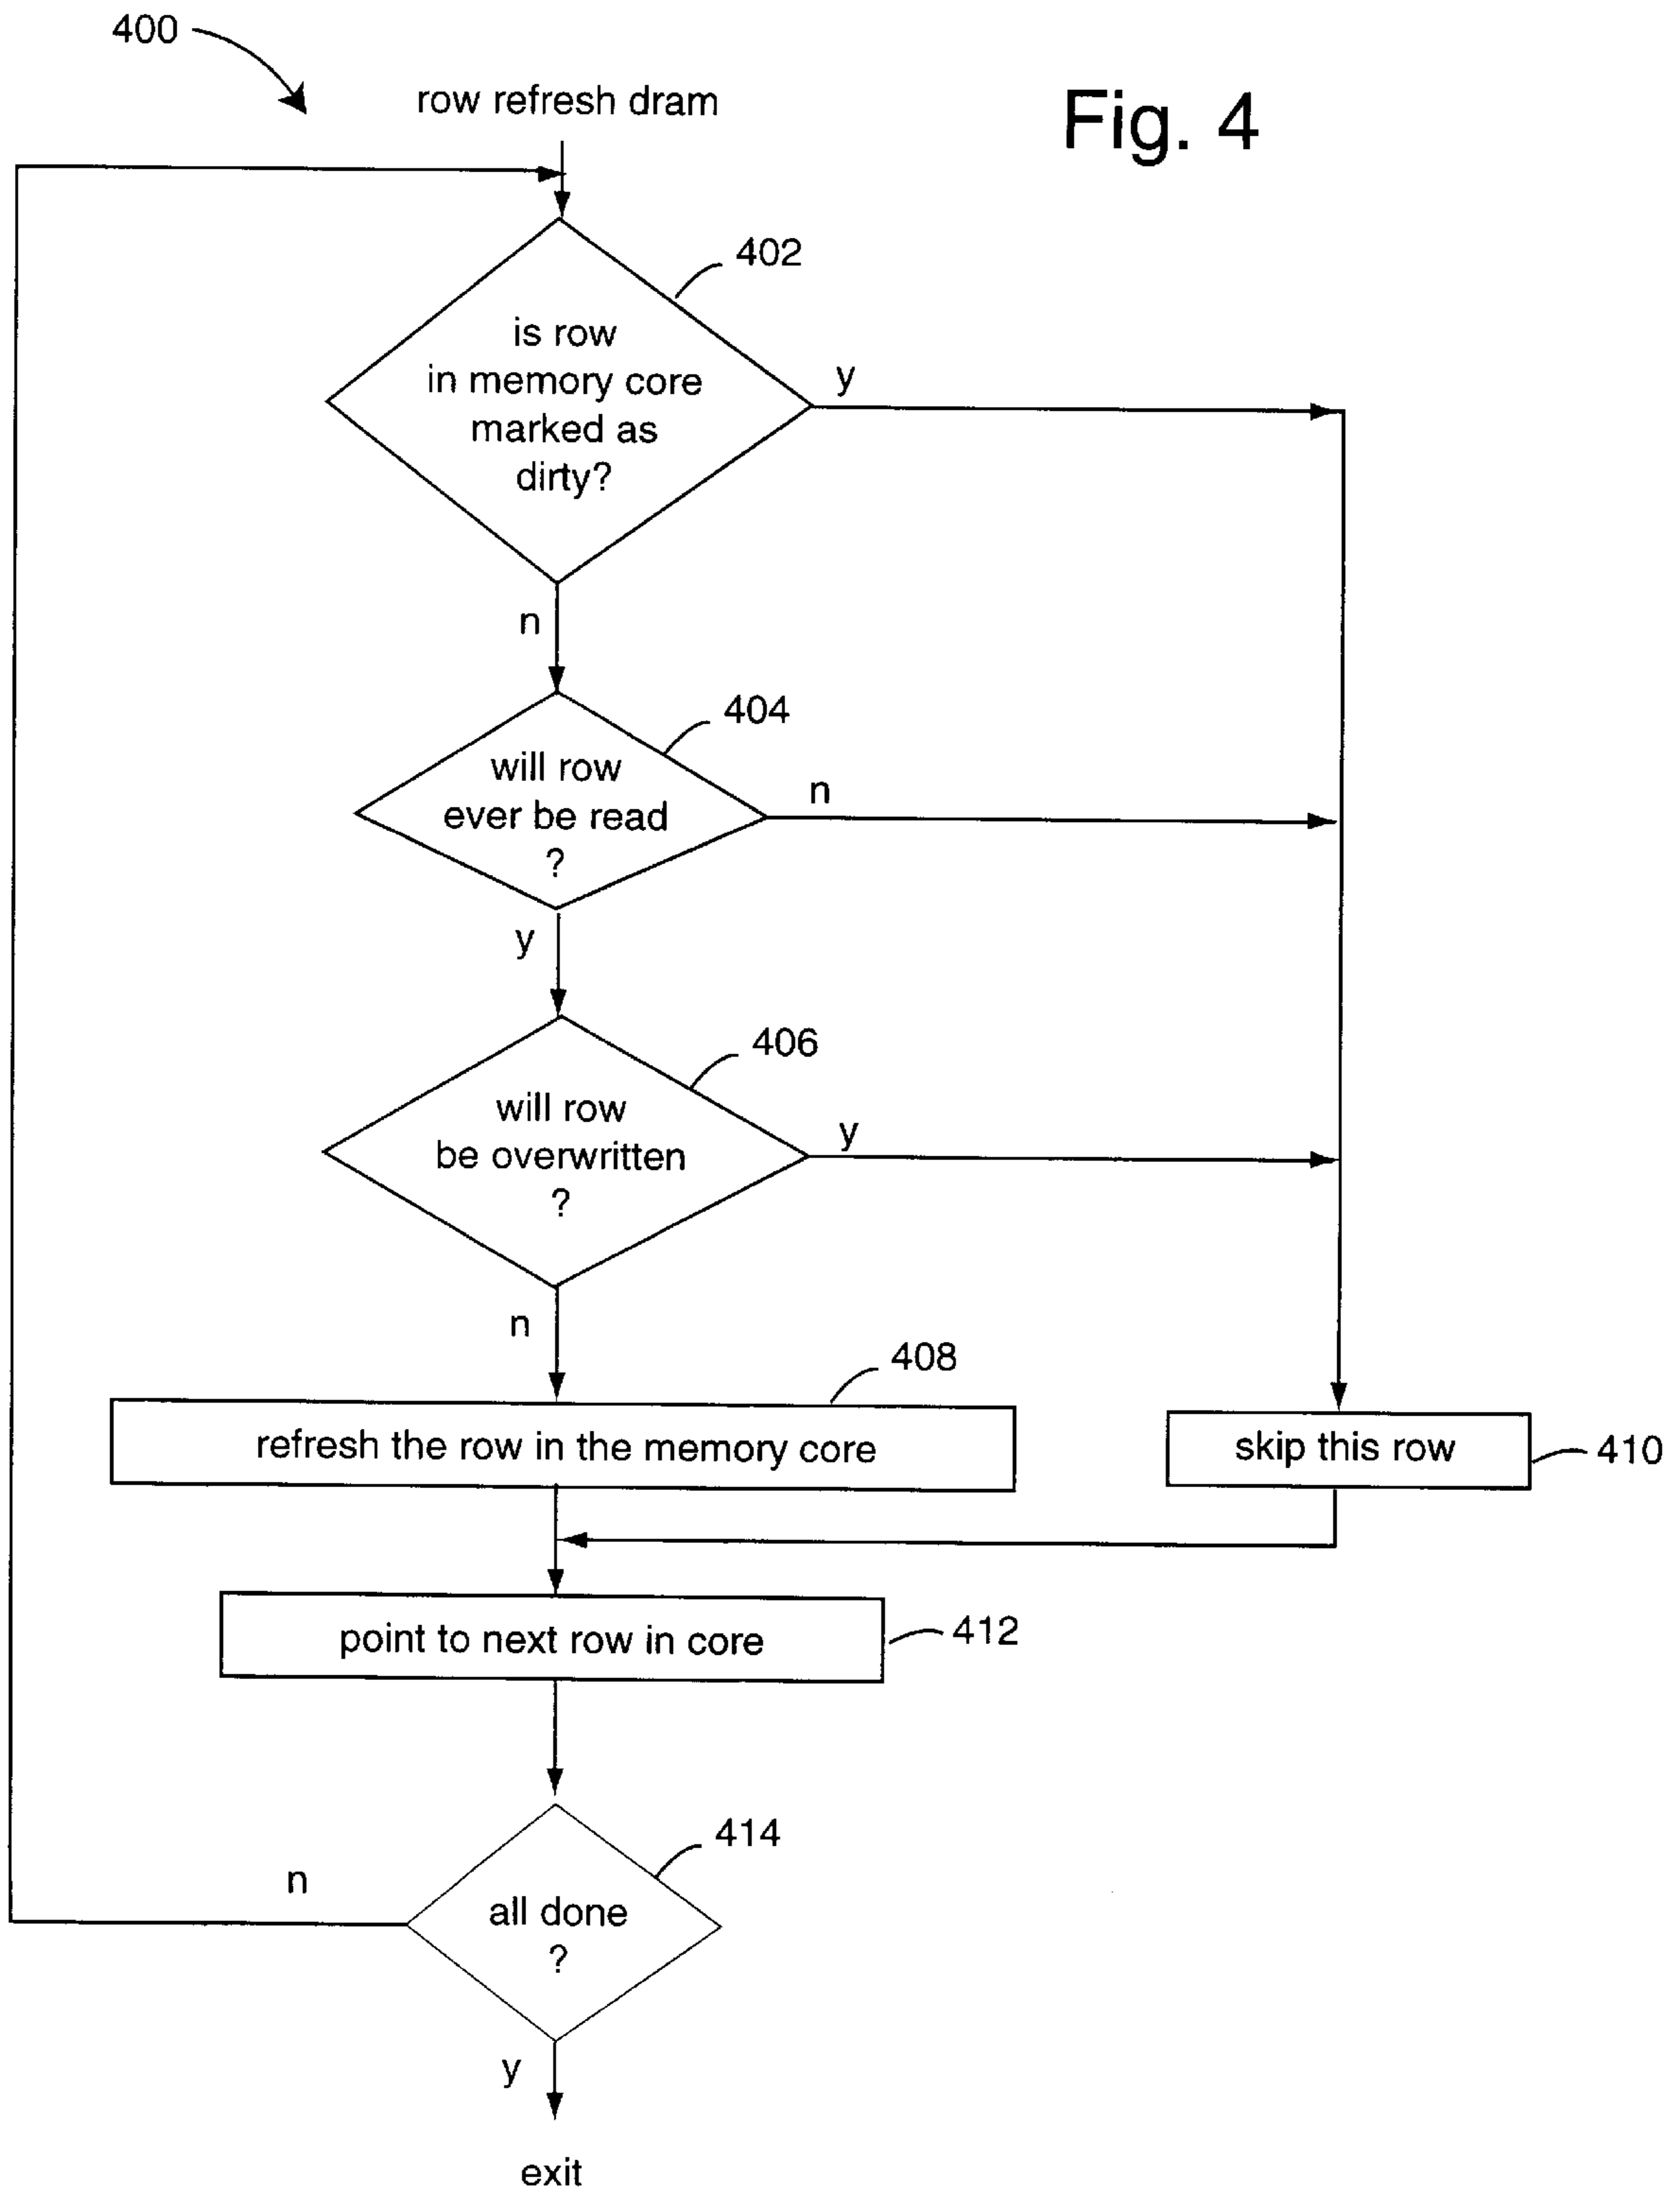 400
row refresh dram
Fig. 4
402
is row
in memory core
marked as
dirty?
y
n
404
will row
ever be read
?
n
y
406
will row
be overwritten
?
y
n
408
refresh the row in the memory core
skip this row
410
point to next row in core
412
414
n
all done
?
y
exit